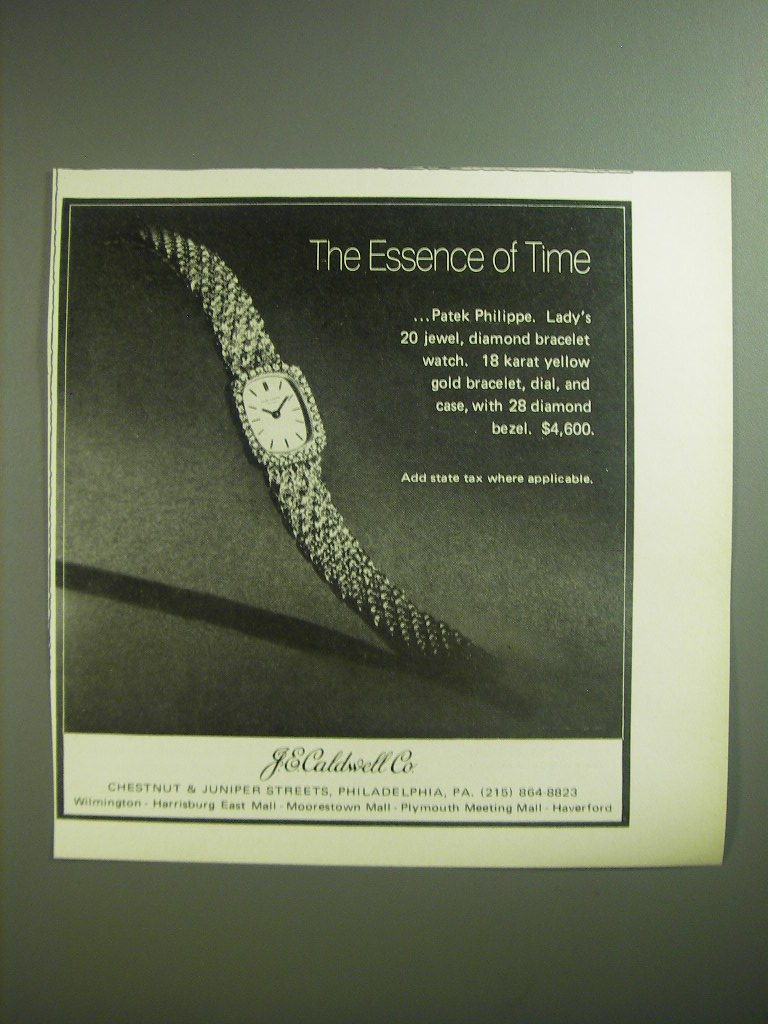 The Essence of Time
...Patek Philippe. Lady's
20 jewel, diamond bracelet
watch. 18 karat yellow
gold bracelet, dial, and
case, with 28 diamond
bezel. $4,600.
Add state tax where applicable.
J.E.Caldwell Co.
CHESTNUT & JUNIPER STREETS, PHILADELPHIA, PA. (215) 864-8823
Wilmington - Harrisburg East Mall - Moorestown Mall - Plymouth Meeting Mall - Haverford